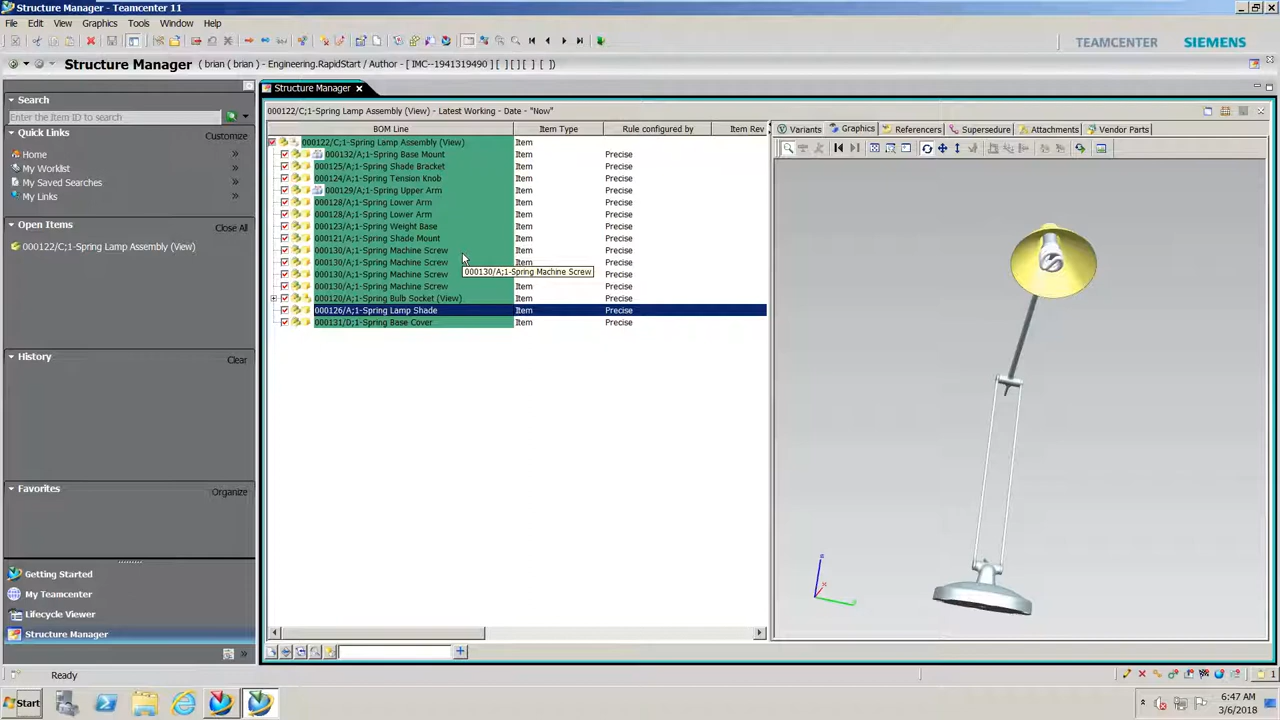 Structure Manager - Teamcenter 11
File Edit View Graphics Tools Window Help
TEAMCENTER SIEMENS
Structure Manager ( brian ( brian ) - Engineering.RapidStart / Author - [ IMC--1941319490 ] [ ] [ ] [ ] )
Search
Enter the Item ID to search
Quick Links
Customize
Home
My Worklist
My Saved Searches
My Links
Open Items
Close All
000122/C;1-Spring Lamp Assembly (View)
History
Clear
Favorites
Organize
Getting Started
My Teamcenter
Lifecycle Viewer
Structure Manager
Structure Manager
000122/C;1-Spring Lamp Assembly (View) - Latest Working - Date - "Now"
BOM Line Item Type Rule configured by Item Rev
000122/C;1-Spring Lamp Assembly (View) Item
000132/A;1-Spring Base Mount Item Precise
000125/A;1-Spring Shade Bracket Item Precise
000124/A;1-Spring Tension Knob Item Precise
000129/A;1-Spring Upper Arm Item Precise
000128/A;1-Spring Lower Arm Item Precise
000128/A;1-Spring Lower Arm Item Precise
000123/A;1-Spring Weight Base Item Precise
000121/A;1-Spring Shade Mount Item Precise
000130/A;1-Spring Machine Screw Item Precise
000130/A;1-Spring Machine Screw Item Precise
000130/A;1-Spring Machine Screw
000130/A;1-Spring Machine Screw Item Precise
000130/A;1-Spring Machine Screw Item Precise
000120/A;1-Spring Bulb Socket (View) Item Precise
000126/A;1-Spring Lamp Shade Item Precise
000131/D;1-Spring Base Cover Item Precise
Variants Graphics References Supersedure Attachments Vendor Parts
Ready
1
Start
6:47 AM
3/6/2018